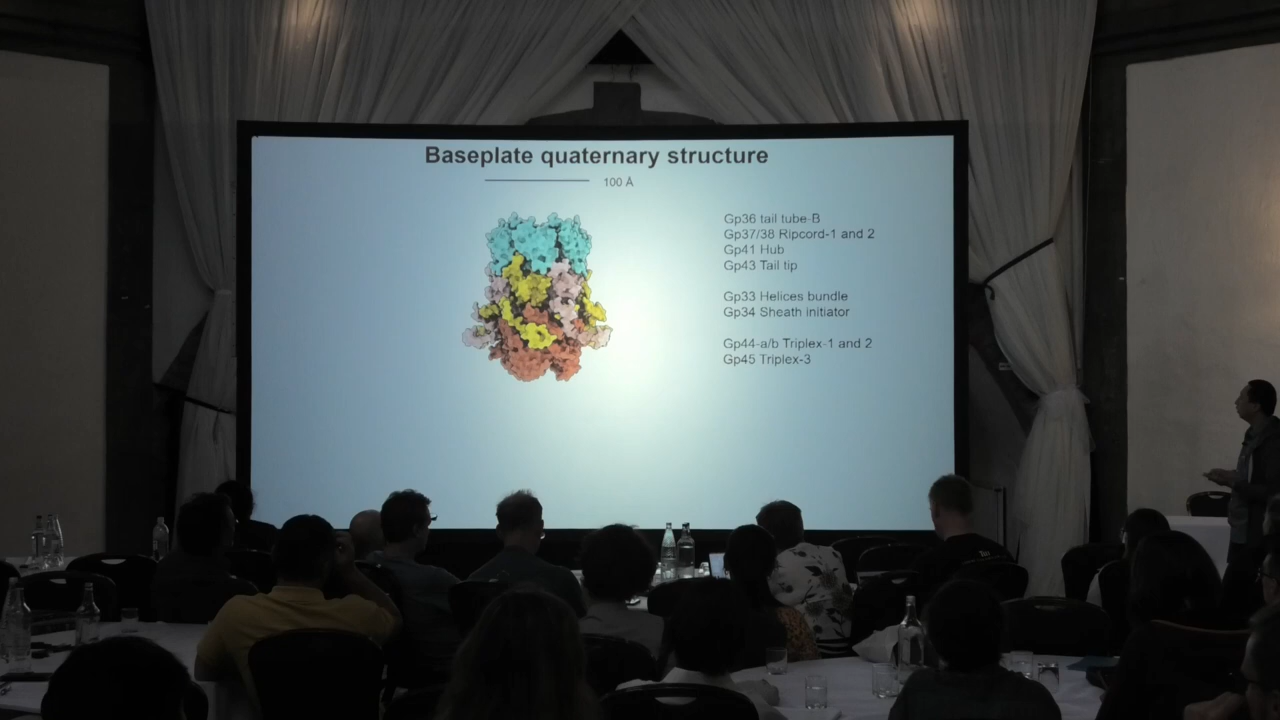 Baseplate quaternary structure
100 Å
Gp36 tail tube-B
Gp37/38 Ripcord-1 and 2
Gp41 Hub
Gp43 Tail tip
Gp33 Helices bundle
Gp34 Sheath initiator
Gp44-a/b Triplex-1 and 2
Gp45 Triplex-3